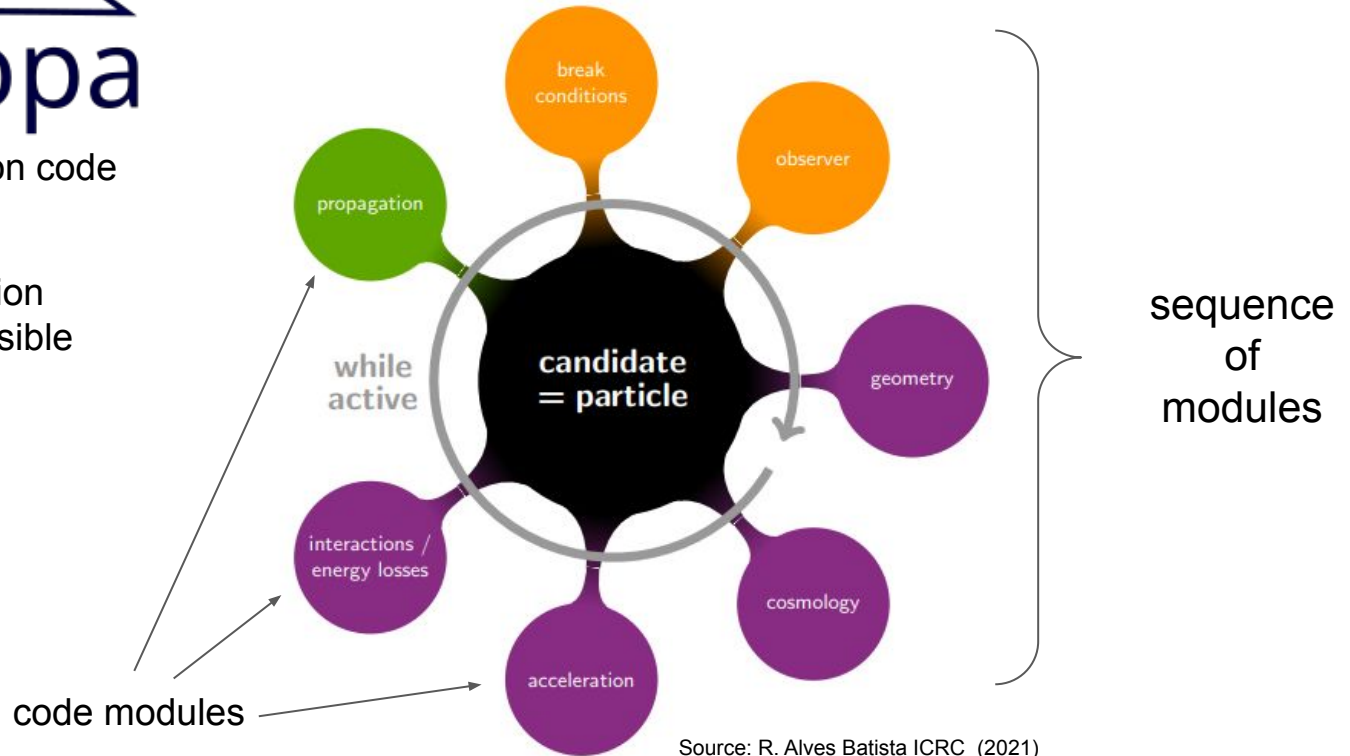 opa
on code
ion
sible
break
conditions
observer
propagation
while
active
candidate
= particle
geometry
sequence
of
modules
interactions /
energy losses
cosmology
acceleration
code modules
Source: R. Alves Batista ICRC (2021)